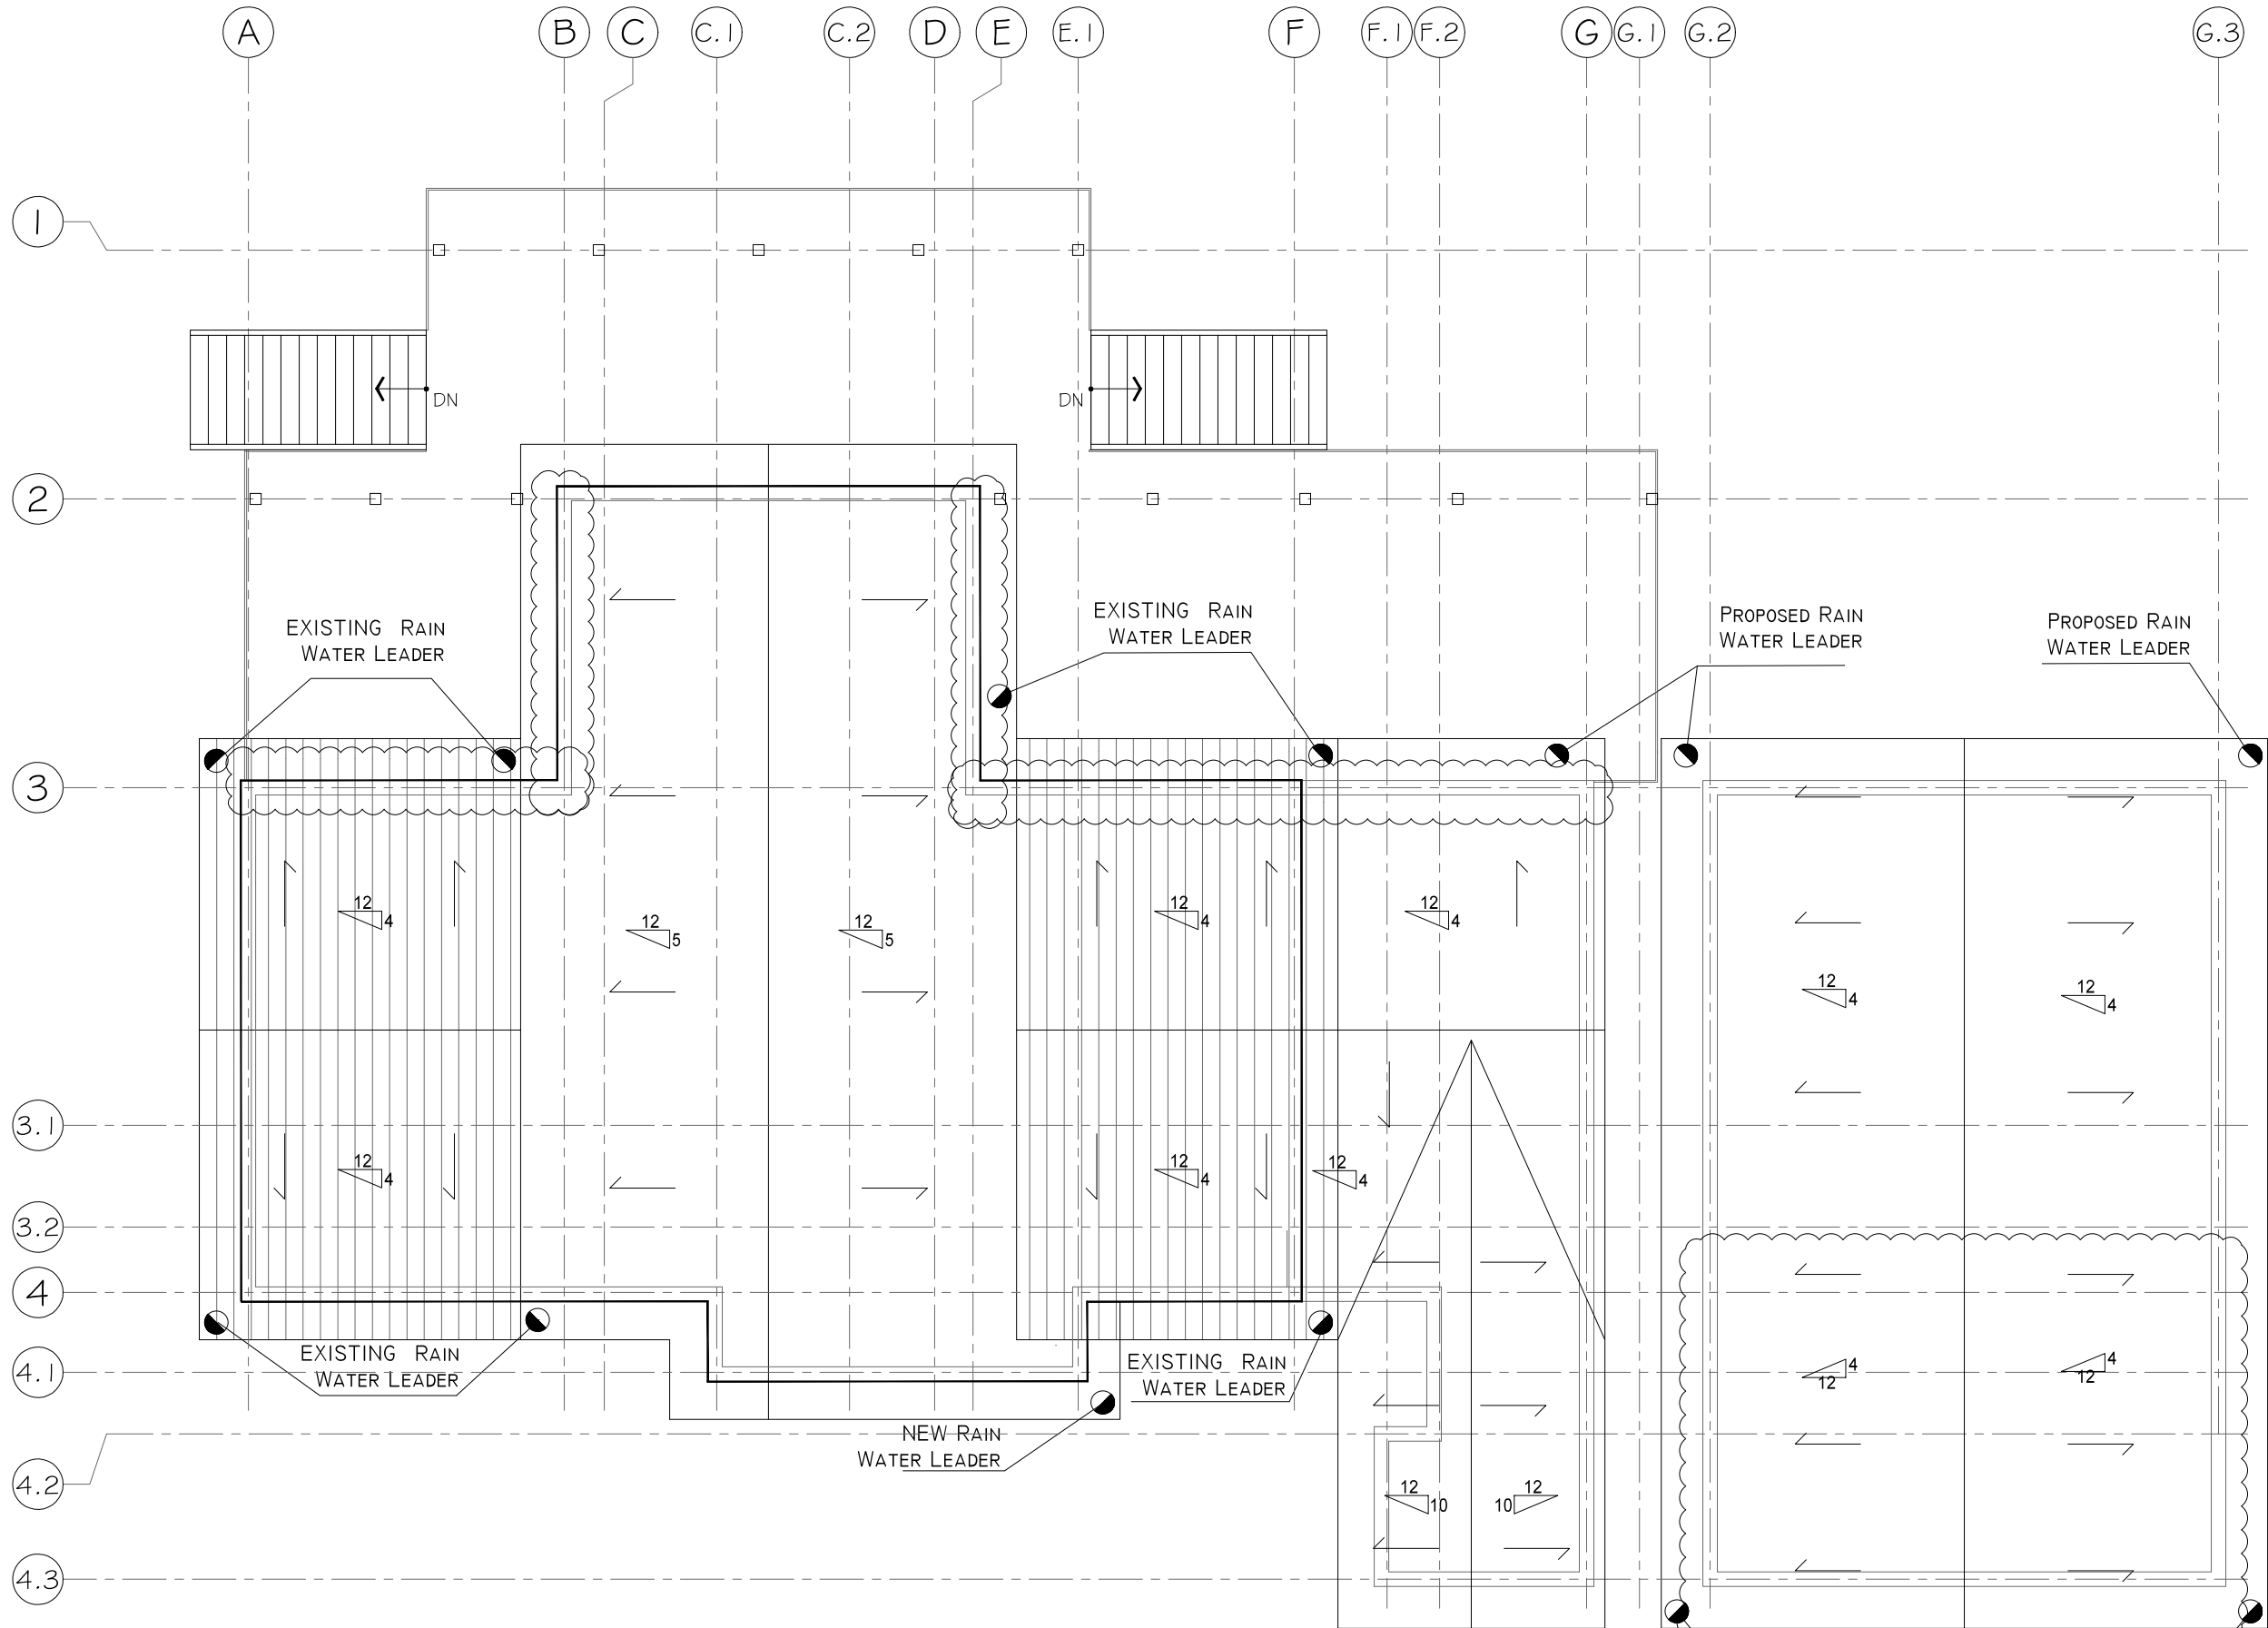 A B C C.1 C.2 D E E.1 F F.1 F.2 G G.1 G.2 G.3
1
DN DN
2
EXISTING RAIN
WATER LEADER
EXISTING RAIN
WATER LEADER
PROPOSED RAIN
WATER LEADER
PROPOSED RAIN
WATER LEADER
3
12
4
12
5
12
5
12
4
12
4
12
4
12
4
3.1
12
4
12
4
12
4
3.2
4
EXISTING RAIN
WATER LEADER
EXISTING RAIN
WATER LEADER
4
12
4
12
4.1
NEW RAIN
WATER LEADER
4.2
12
10
12
10
4.3